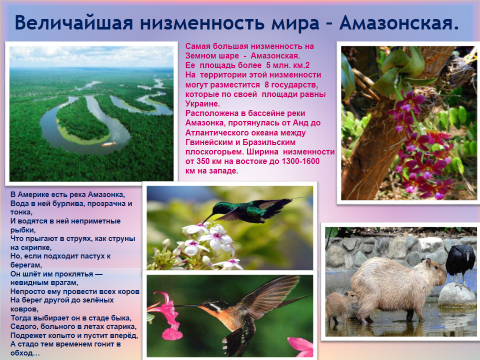 Величайшая низменность мира – Амазонская.
Самая большая низменность на
Земном шаре - Амазонская.
Ее площадь более 5 млн. км.2
На территории этой низменности
могут разместится 8 государств,
которые по своей площади равны
Украине.
Расположена в бассейне реки
Амазонка, протянулась от Анд до
Атлантического океана между
Гвинейским и Бразильским
плоскогорьем. Ширина низменности
от 350 км на востоке до 1300-1600
км на западе.
В Америке есть река Амазонка,
Вода в ней бурлива, прозрачна и
тонка,
И водятся в ней неприметные
рыбки,
Что прыгают в струях, как струны
на скрипке,
Но, если подходит пастух к
берегам,
Он шлёт им проклятья —
невидным врагам,
Непросто ему провести всех коров
На берег другой до зелёных
ковров,
Тогда выбирает он в стаде быка,
Седого, больного в летах старика,
Подрежет копыто и пустит вперёд,
А стадо тем временем гонит в
обход…